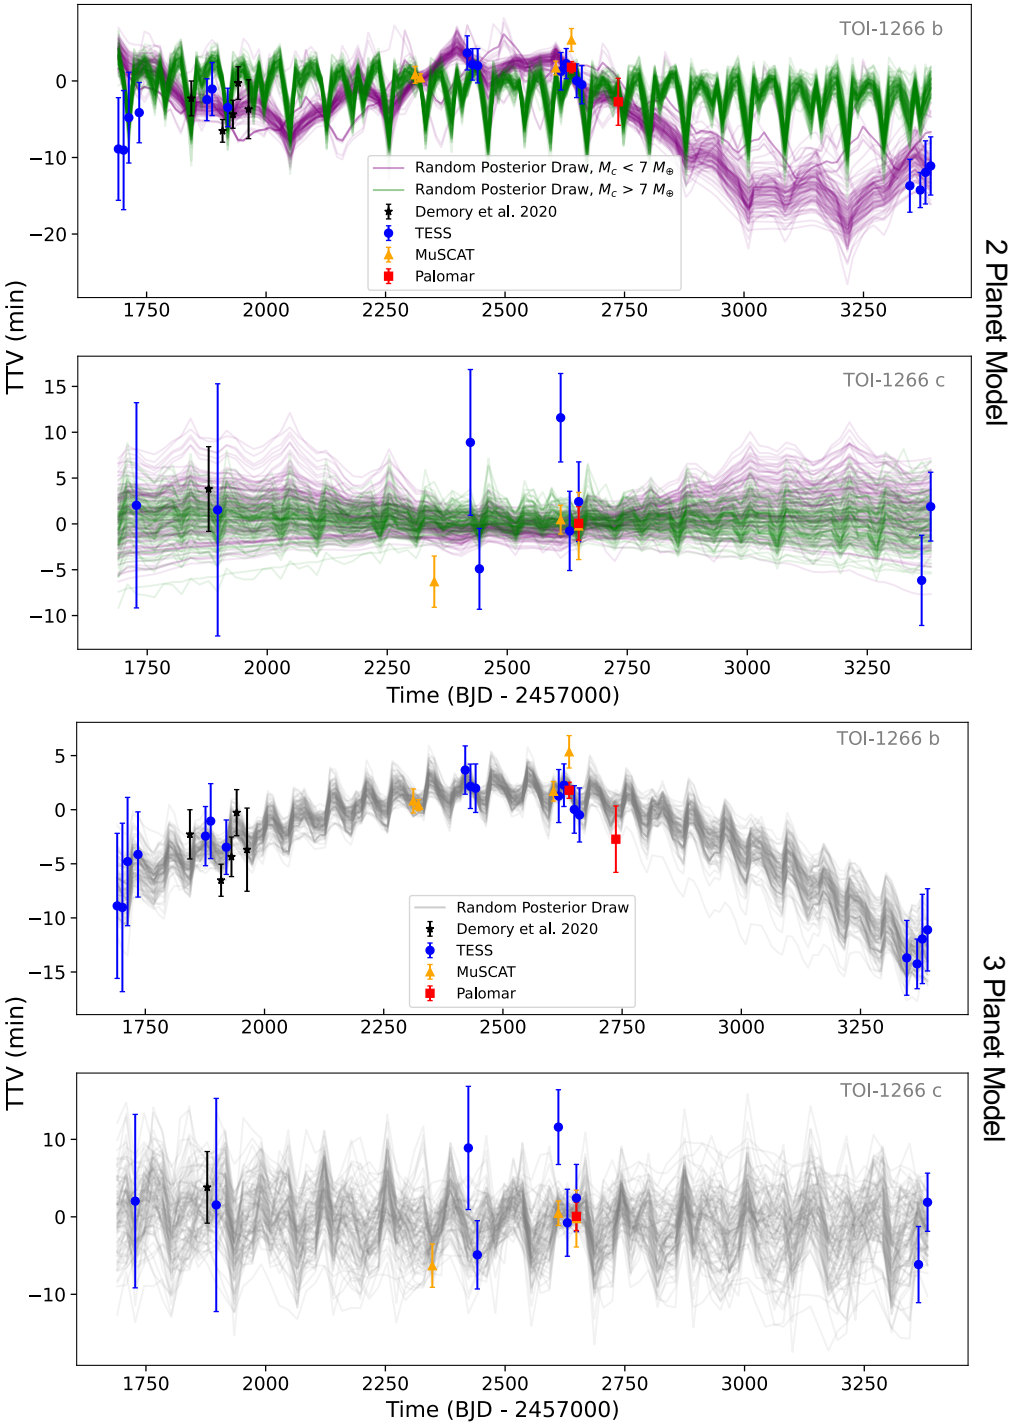 TOI-1266 b
0
−10
−20
Random Posterior Draw, M_c < 7 M_⊕
Random Posterior Draw, M_c > 7 M_⊕
Demory et al. 2020
TESS
MuSCAT
Palomar
1750 2000 2250 2500 2750 3000 3250
TOI-1266 c
15
10
5
0
−5
−10
1750 2000 2250 2500 2750 3000 3250
Time (BJD - 2457000)
TTV (min)
2 Planet Model
TOI-1266 b
5
0
−5
−10
−15
Random Posterior Draw
Demory et al. 2020
TESS
MuSCAT
Palomar
1750 2000 2250 2500 2750 3000 3250
TOI-1266 c
10
0
−10
1750 2000 2250 2500 2750 3000 3250
Time (BJD - 2457000)
TTV (min)
3 Planet Model